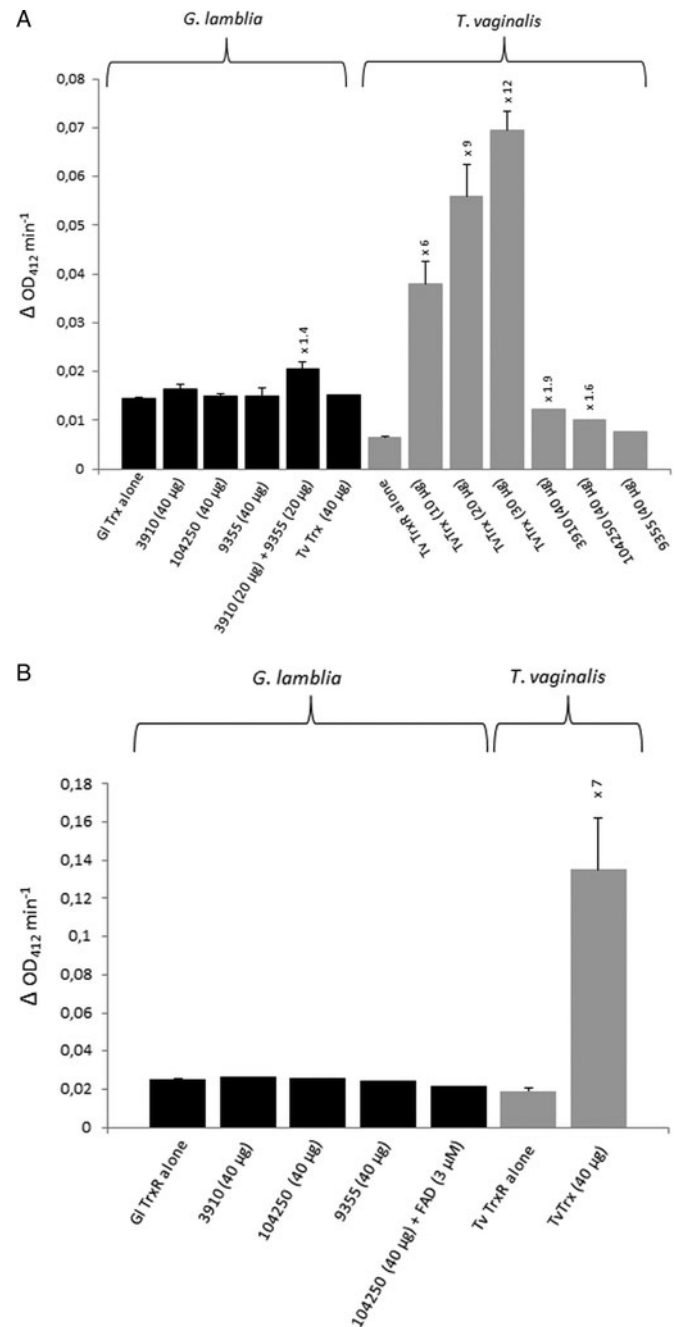 A
G. lamblia
T. vaginalis
0,08
0,07
0,06
0,05
0,04
0,03
0,02
0,01
0
Δ OD412 min-1
x 1.4
x 6
x 9
x 12
x 1.9
x 1.6
Gl Trx alone
3910 (40 µg)
104250 (40 µg)
9355 (40 µg)
3910 (20 µg) + 9355 (20 µg)
Tv Trx (40 µg)
Tv TrxR alone
TvTrx (10 µg)
TvTrx (20 µg)
TvTrx (30 µg)
3910 (40 µg)
104250 (40 µg)
9355 (40 µg)
B
G. lamblia
T. vaginalis
0,18
0,16
0,14
0,12
0,1
0,08
0,06
0,04
0,02
0
Δ OD412 min-1
x 7
Gl TrxR alone
3910 (40 µg)
104250 (40 µg)
9355 (40 µg)
104250 (40 µg) + FAD (3 µM)
Tv TrxR alone
TvTrx (40 µg)